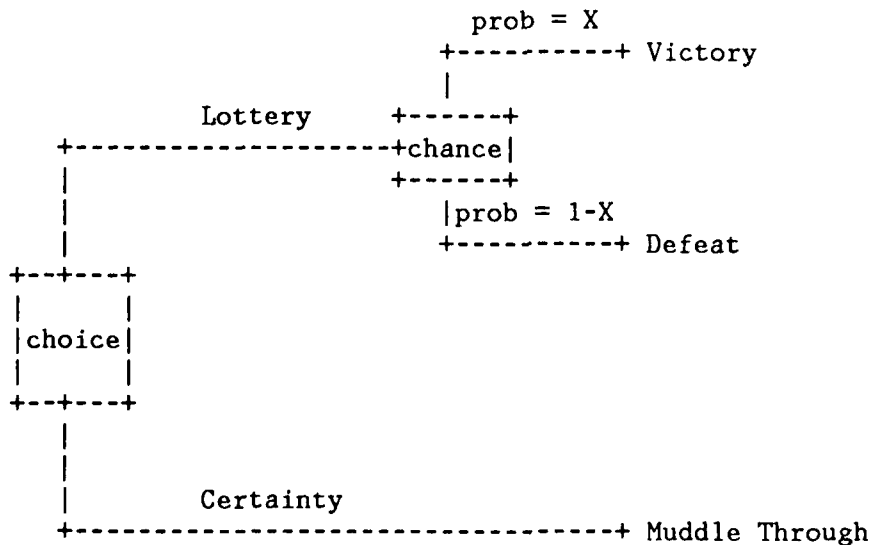 prob = X
Victory
Lottery
chance
prob = 1-X
Defeat
choice
Certainty
Muddle Through